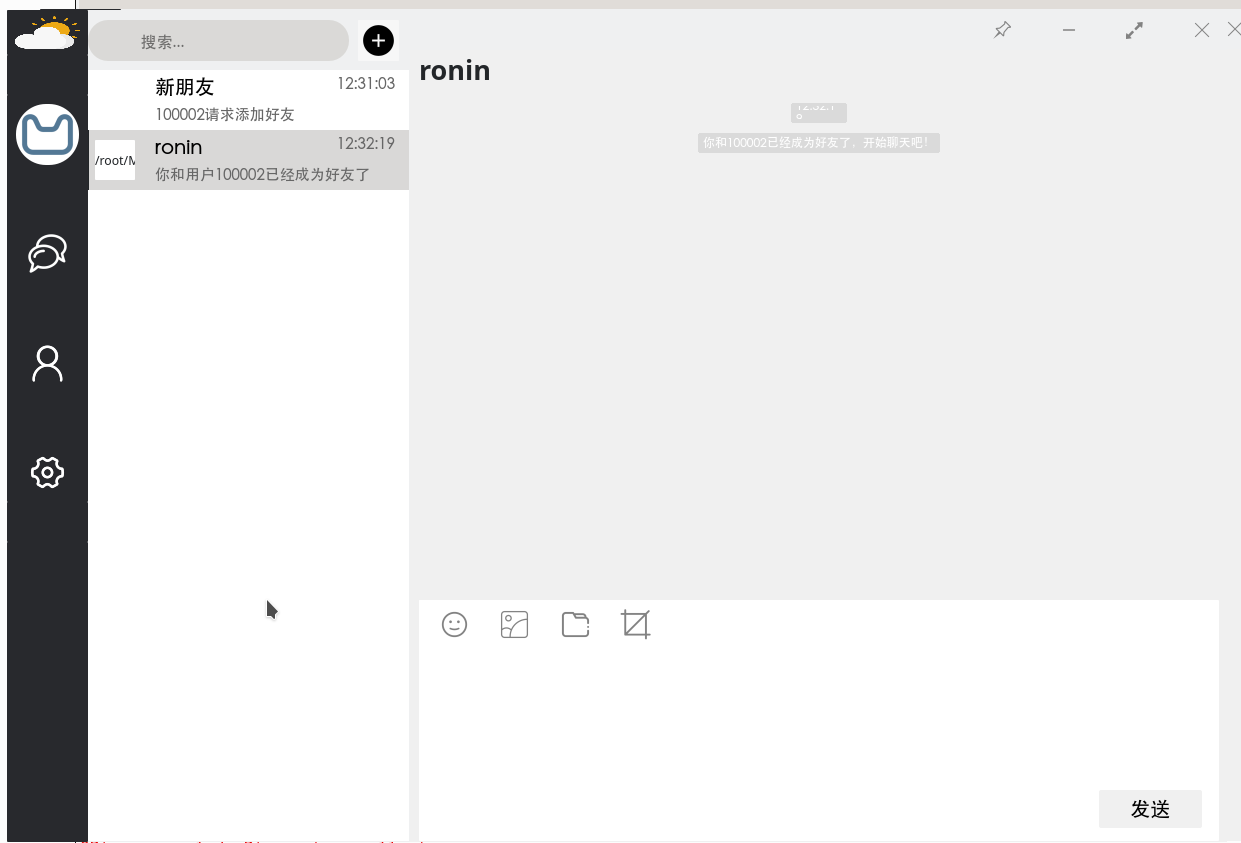 搜索...
新朋友 12:31:03
100002请求添加好友
/root/M
ronin 12:32:19
你和用户100002已经成为好友了
ronin
12:32:1
9
你和100002已经成为好友了，开始聊天吧！
发送